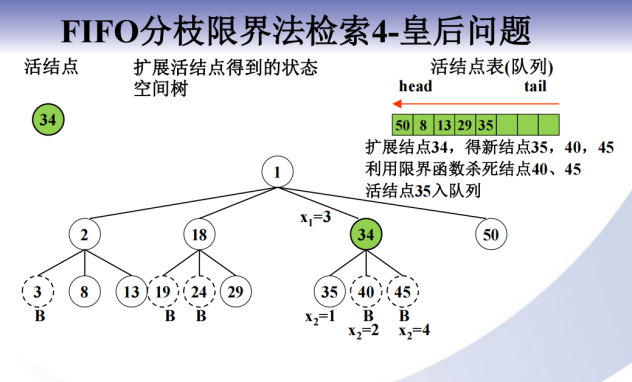 FIFO分枝限界法检索4-皇后问题
活结点
扩展活结点得到的状态
空间树
活结点表(队列)
head tail
34
50 8 13 29 35
扩展结点34，得新结点35，40，45
利用限界函数杀死结点40、45
活结点35入队列
1
x1=3
2 18 34 50
3 8 13 19 24 29 35 40 45
B B B x2=1 B B
x2=2 x2=4